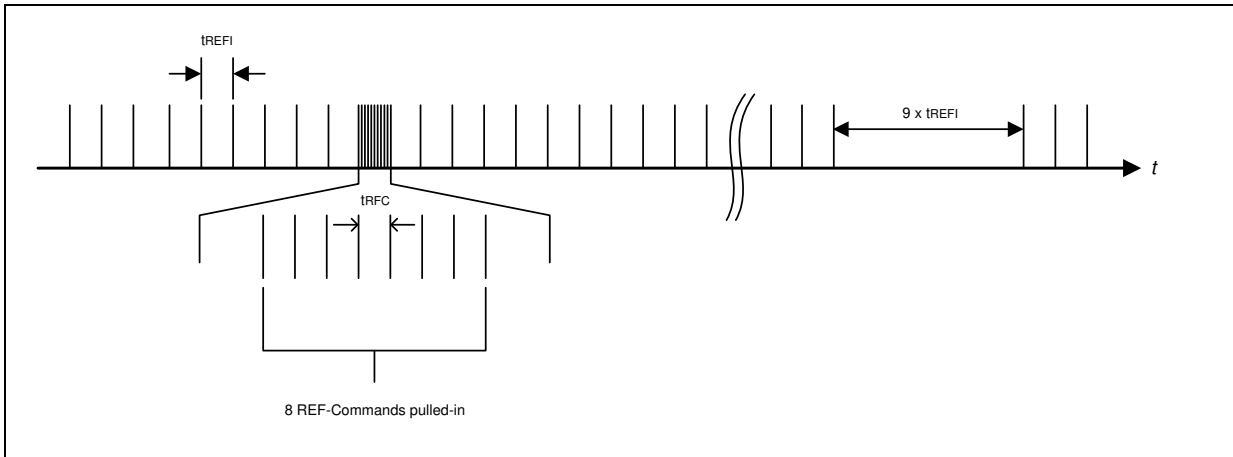 tREFI
9 x tREFI
t
tRFC
8 REF-Commands pulled-in